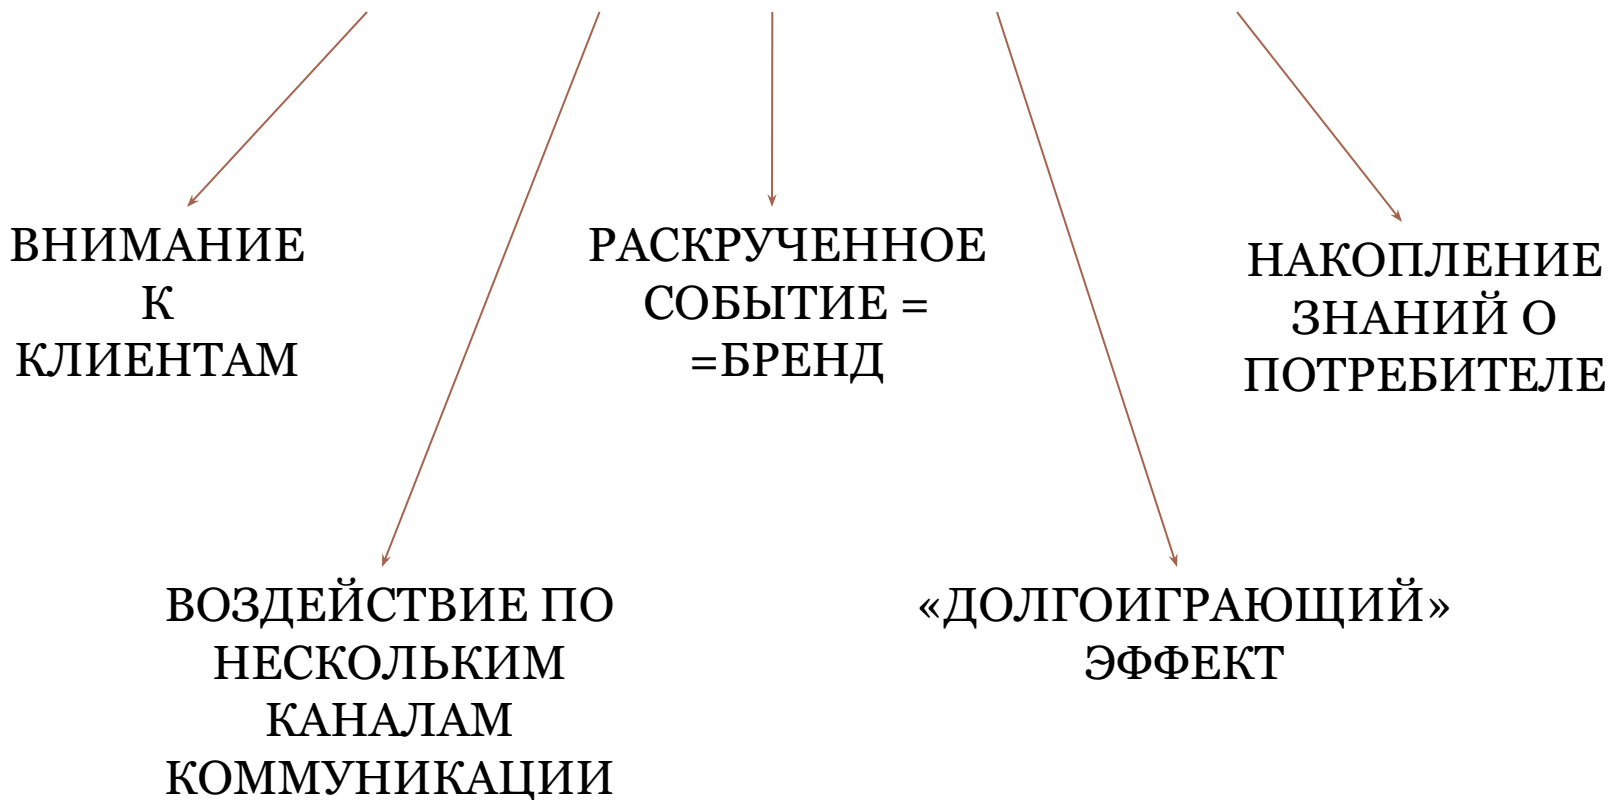 ВНИМАНИЕ
К
КЛИЕНТАМ
РАСКРУЧЕННОЕ
СОБЫТИЕ =
=БРЕНД
НАКОПЛЕНИЕ
ЗНАНИЙ О
ПОТРЕБИТЕЛЕ
ВОЗДЕЙСТВИЕ ПО
НЕСКОЛЬКИМ
КАНАЛАМ
КОММУНИКАЦИИ
«ДОЛГОИГРАЮЩИЙ»
ЭФФЕКТ